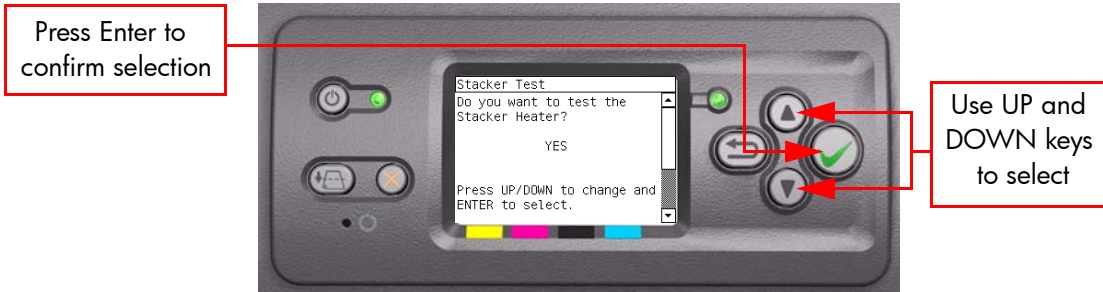 Press Enter to
confirm selection
Stacker Test
Do you want to test the
Stacker Heater?
YES
Press UP/DOWN to change and
ENTER to select.
Use UP and
DOWN keys
to select